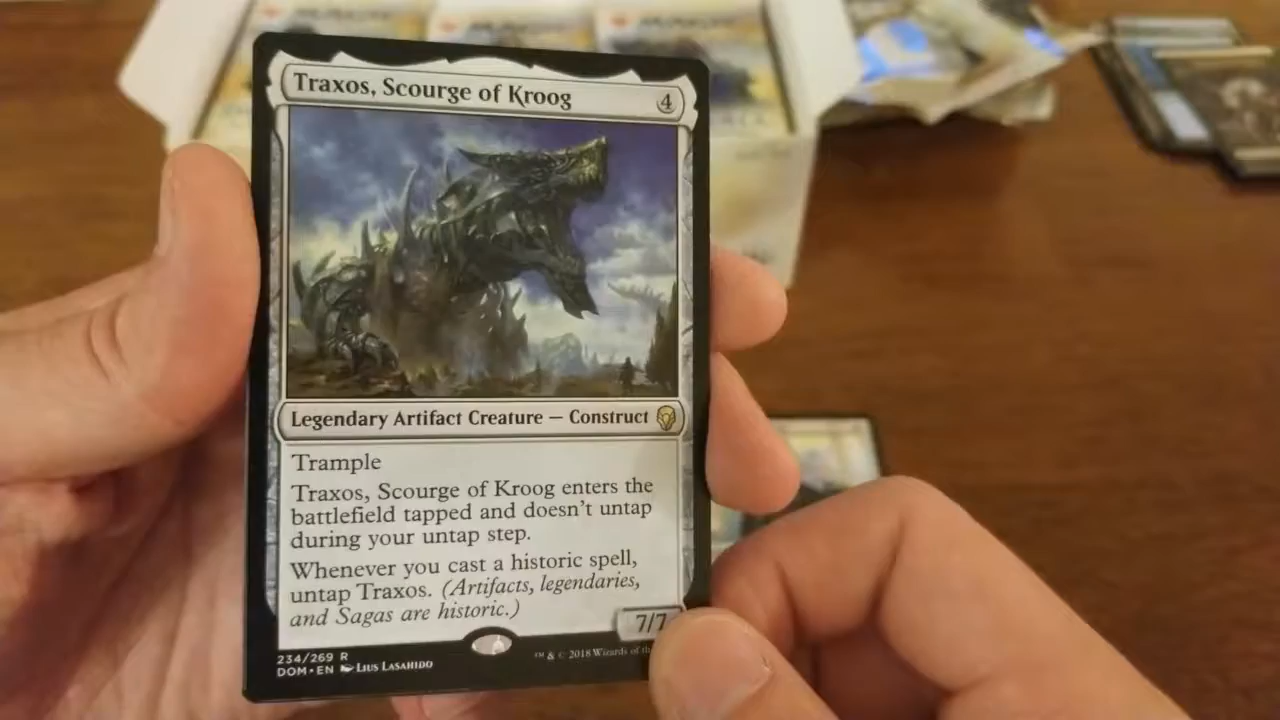 Traxos, Scourge of Kroog
4
Legendary Artifact Creature — Construct
Trample
Traxos, Scourge of Kroog enters the
battlefield tapped and doesn't untap
during your untap step.
Whenever you cast a historic spell,
untap Traxos. (Artifacts, legendaries,
and Sagas are historic.)
7/7
234/269 R
DOM • EN Lius Lasahido
™ & © 2018 Wizards of